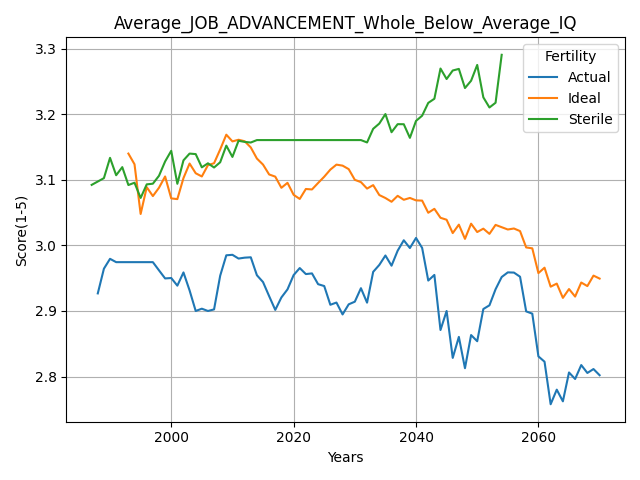 Average_JOB_ADVANCEMENT_Whole_Below_Average_IQ
Score(1-5)
3.3
3.2
3.1
3.0
2.9
2.8
Fertility
Actual
Ideal
Sterile
2000
2020
2040
2060
Years